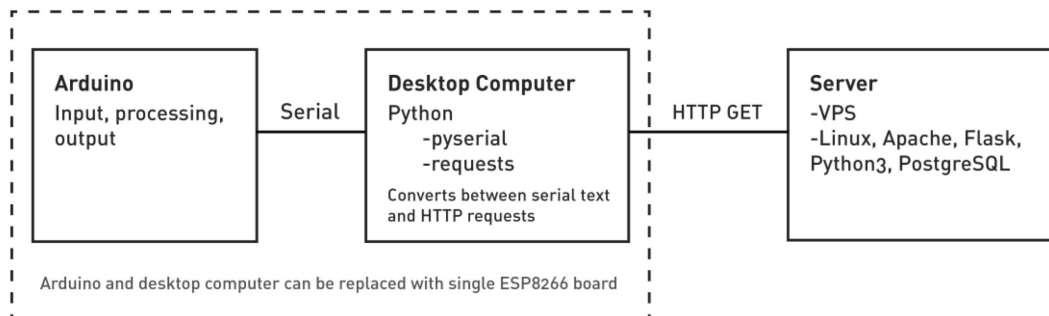 Arduino
Input, processing,
output
Serial
Desktop Computer
Python
-pyserial
-requests
Converts between serial text
and HTTP requests
HTTP GET
Server
-VPS
-Linux, Apache, Flask,
Python3, PostgreSQL
Arduino and desktop computer can be replaced with single ESP8266 board